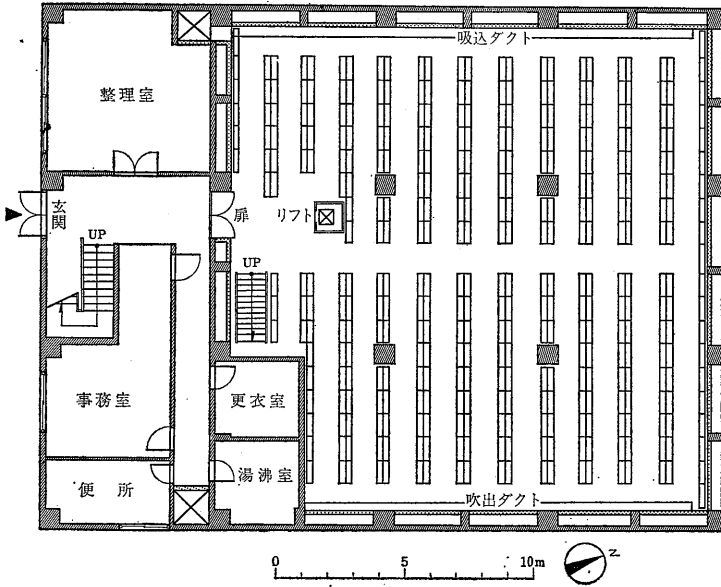 吸込ダクト
整理室
玄関
扉
リフト
UP
UP
事務室
更衣室
便所
湯沸室
吹出ダクト
0 5 10m
N